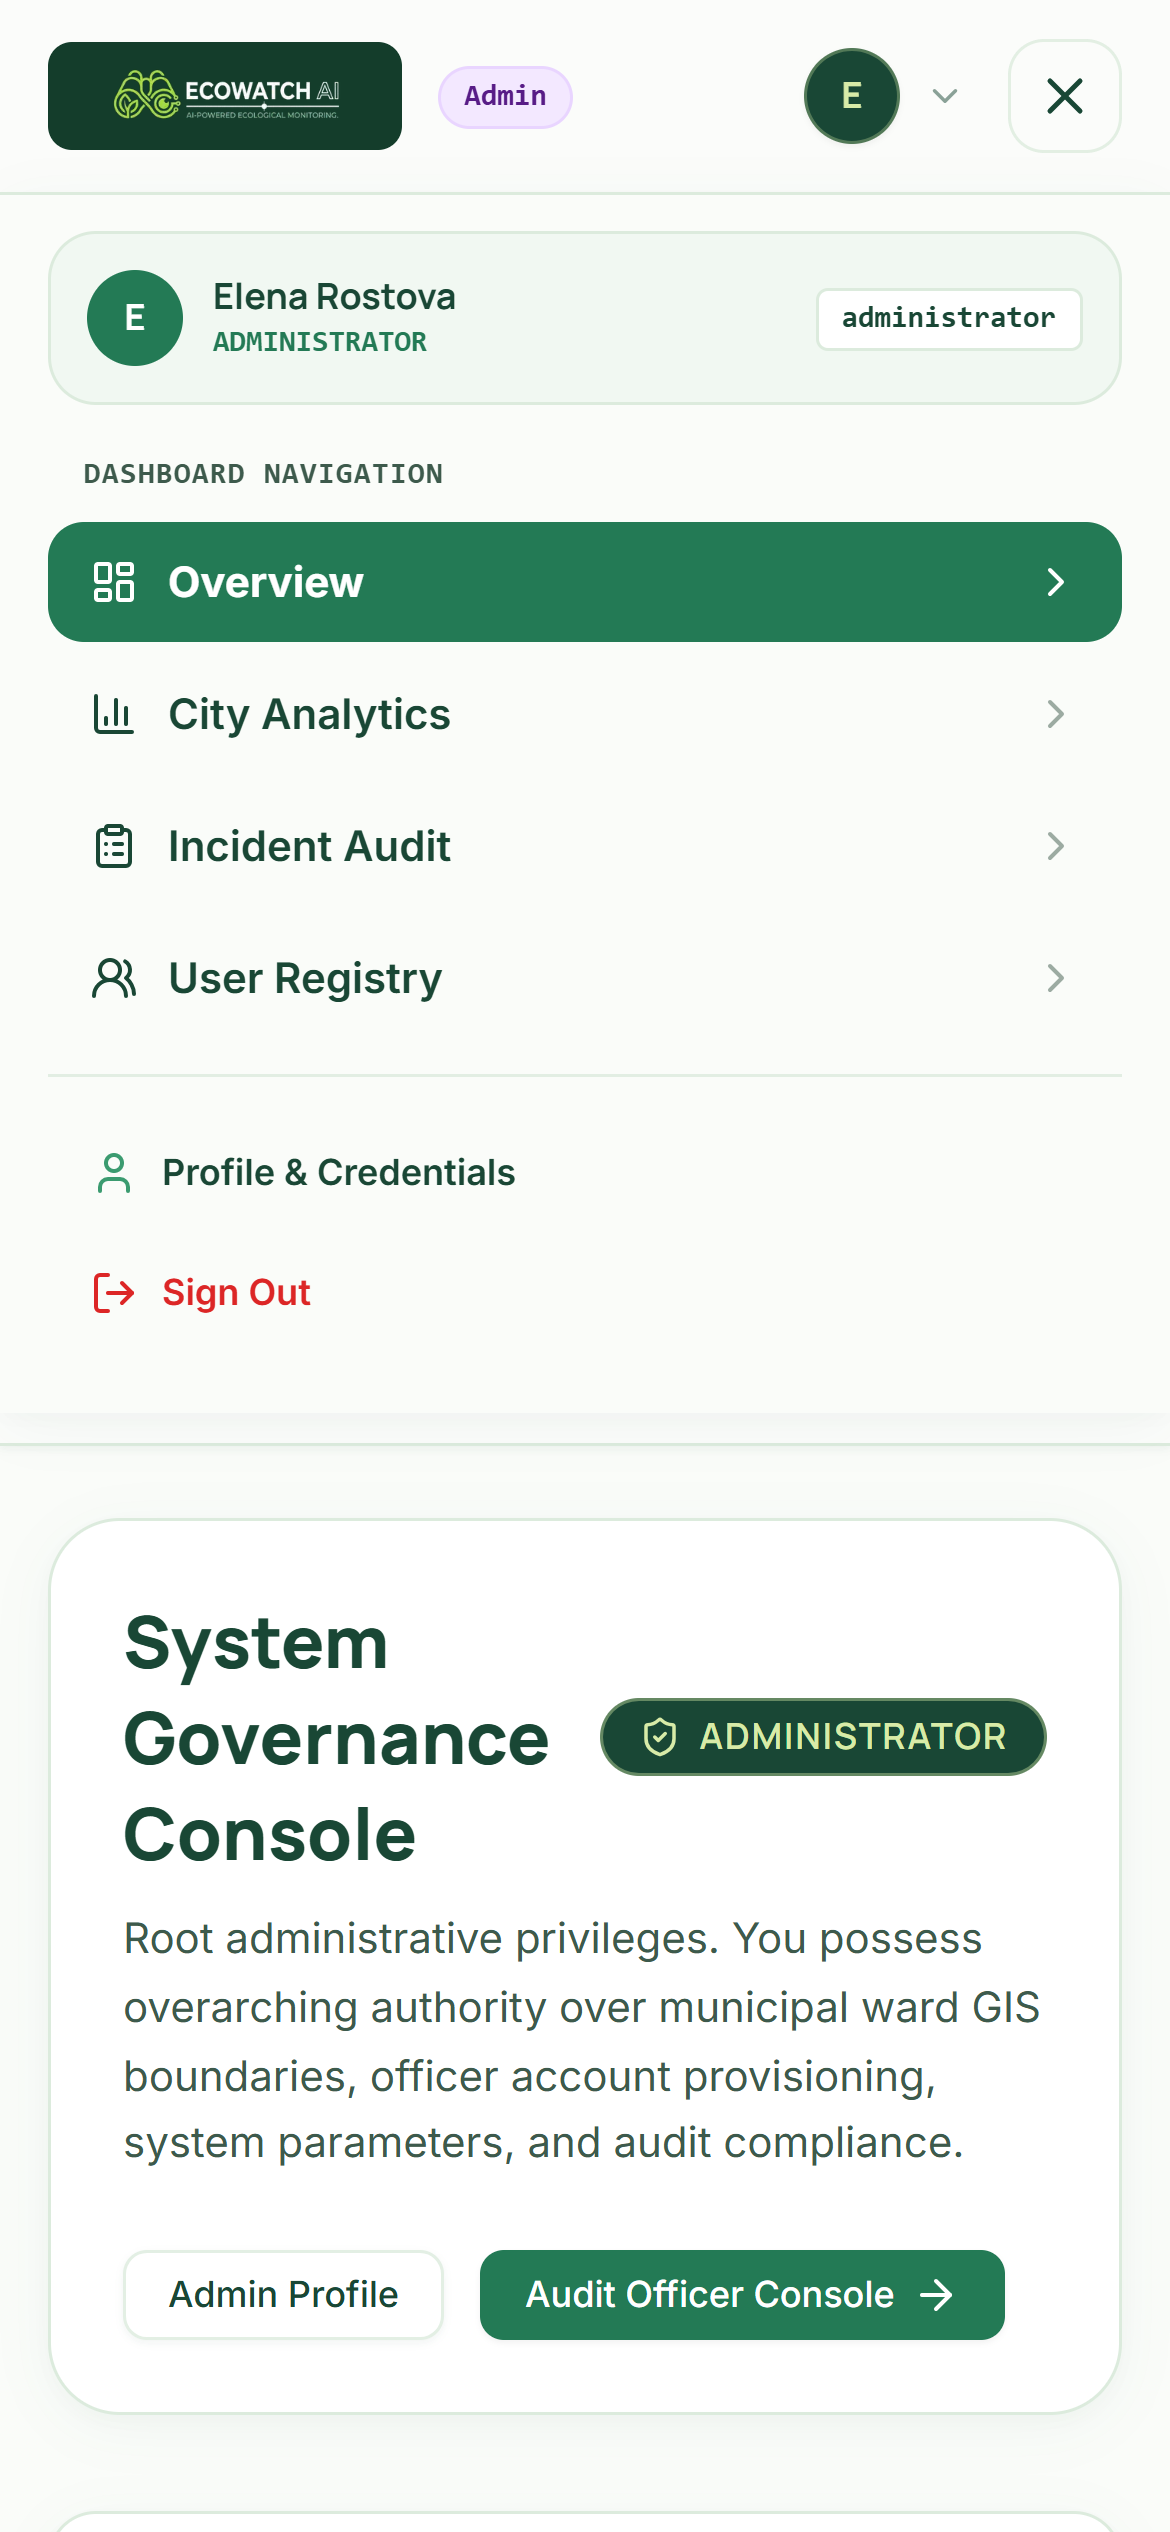 ECOWATCH AI
AI-POWERED ECOLOGICAL MONITORING.
Admin
E
E
Elena Rostova
ADMINISTRATOR
administrator
DASHBOARD NAVIGATION
Overview
City Analytics
Incident Audit
User Registry
Profile & Credentials
Sign Out
System
Governance
Console
ADMINISTRATOR
Root administrative privileges. You possess
overarching authority over municipal ward GIS
boundaries, officer account provisioning,
system parameters, and audit compliance.
Admin Profile
Audit Officer Console